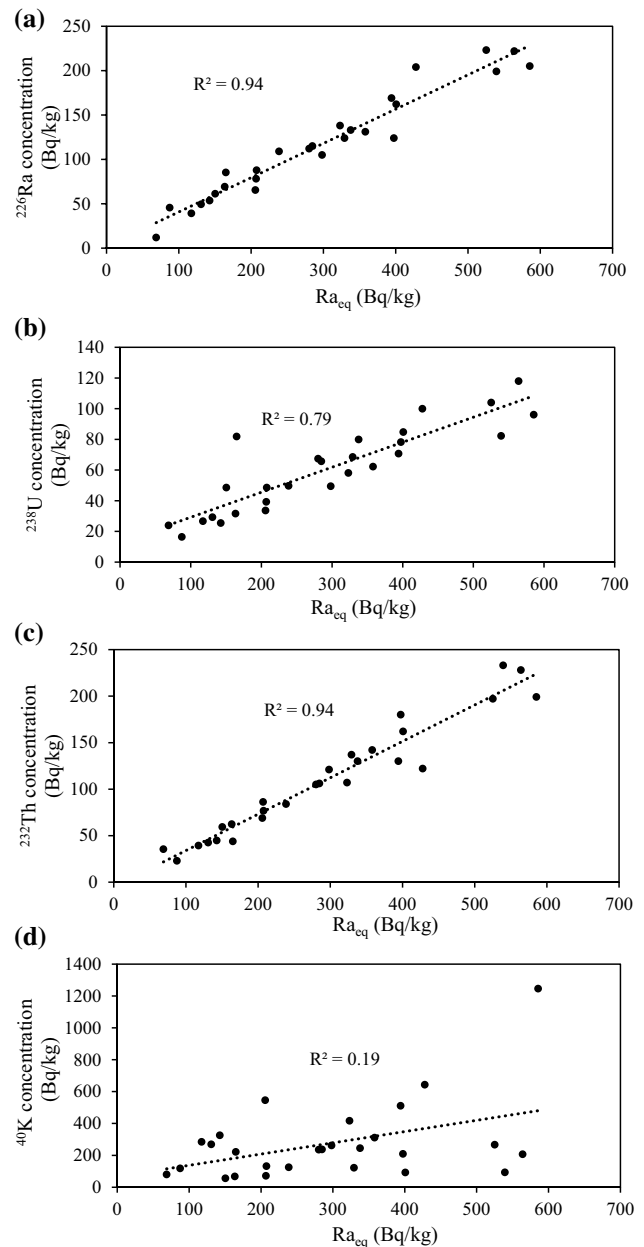 (a)
250
200
150
100
50
0
R² = 0.94
²²⁶Ra concentration
(Bq/kg)
0 100 200 300 400 500 600 700
Ra_eq (Bq/kg)
(b)
140
120
100
80
60
40
20
0
R² = 0.79
²³⁸U concentration
(Bq/kg)
0 100 200 300 400 500 600 700
Ra_eq (Bq/kg)
(c)
250
200
150
100
50
0
R² = 0.94
²³²Th concentration
(Bq/kg)
0 100 200 300 400 500 600 700
Ra_eq (Bq/kg)
(d)
1400
1200
1000
800
600
400
200
0
R² = 0.19
⁴⁰K concentration
(Bq/kg)
0 100 200 300 400 500 600 700
Ra_eq (Bq/kg)